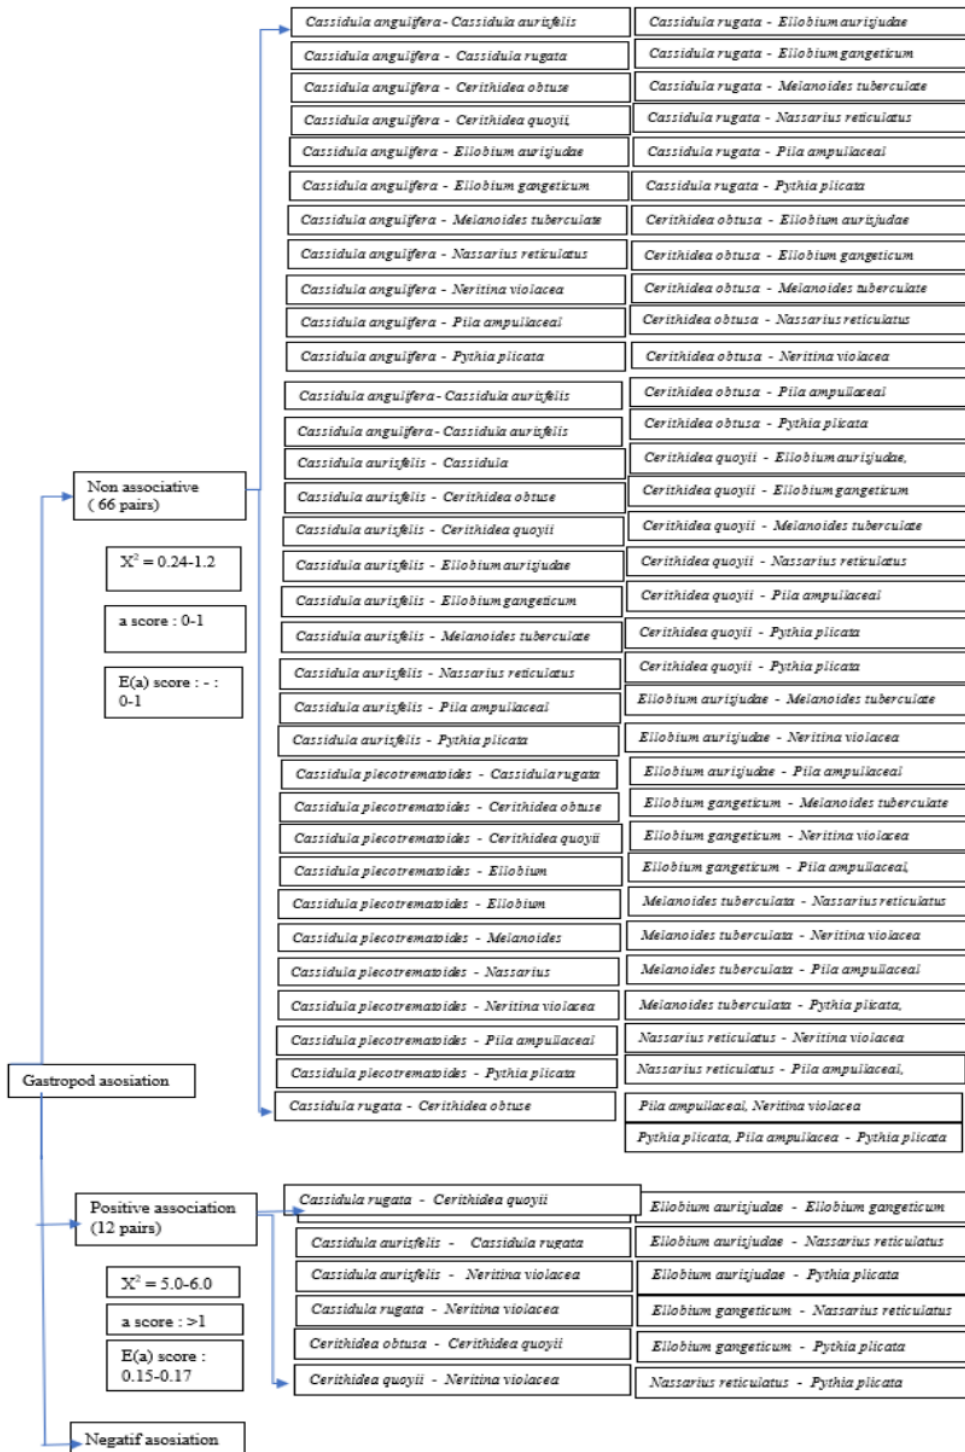 Cassidula angulifera- Cassidula aurisfelis
Cassidula angulifera - Cassidula rugata
Cassidula angulifera - Cerithidea obtuse
Cassidula angulifera - Cerithidea quoyii,
Cassidula angulifera - Ellobium aurisjudae
Cassidula angulifera - Ellobium gangeticum
Cassidula angulifera - Melanoides tuberculate
Cassidula angulifera - Nassarius reticulatus
Cassidula angulifera - Neritina violacea
Cassidula angulifera - Pila ampullaceal
Cassidula angulifera - Pythia plicata
Cassidula angulifera- Cassidula aurisfelis
Cassidula angulifera- Cassidula aurisfelis
Cassidula aurisfelis - Cassidula
Cassidula aurisfelis - Cerithidea obtuse
Cassidula aurisfelis - Cerithidea quoyii
Cassidula aurisfelis - Ellobium aurisjudae
Cassidula aurisfelis - Ellobium gangeticum
Cassidula aurisfelis - Melanoides tuberculate
Cassidula aurisfelis - Nassarius reticulatus
Cassidula aurisfelis - Pila ampullaceal
Cassidula aurisfelis - Pythia plicata
Cassidula plecotrematoides - Cassidula rugata
Cassidula plecotrematoides - Cerithidea obtuse
Cassidula plecotrematoides - Cerithidea quoyii
Cassidula plecotrematoides - Ellobium
Cassidula plecotrematoides - Ellobium
Cassidula plecotrematoides - Melanoides
Cassidula plecotrematoides - Nassarius
Cassidula plecotrematoides - Neritina violacea
Cassidula plecotrematoides - Pila ampullaceal
Cassidula plecotrematoides - Pythia plicata
Cassidula rugata - Cerithidea obtuse
Cassidula rugata - Ellobium aurisjudae
Cassidula rugata - Ellobium gangeticum
Cassidula rugata - Melanoides tuberculate
Cassidula rugata - Nassarius reticulatus
Cassidula rugata - Pila ampullaceal
Cassidula rugata - Pythia plicata
Cerithidea obtusa - Ellobium aurisjudae
Cerithidea obtusa - Ellobium gangeticum
Cerithidea obtusa - Melanoides tuberculate
Cerithidea obtusa - Nassarius reticulatus
Cerithidea obtusa - Neritina violacea
Cerithidea obtusa - Pila ampullaceal
Cerithidea obtusa - Pythia plicata
Cerithidea quoyii - Ellobium aurisjudae,
Cerithidea quoyii - Ellobium gangeticum
Cerithidea quoyii - Melanoides tuberculate
Cerithidea quoyii - Nassarius reticulatus
Cerithidea quoyii - Pila ampullaceal
Cerithidea quoyii - Pythia plicata
Cerithidea quoyii - Pythia plicata
Ellobium aurisjudae - Melanoides tuberculate
Ellobium aurisjudae - Neritina violacea
Ellobium aurisjudae - Pila ampullaceal
Ellobium gangeticum - Melanoides tuberculate
Ellobium gangeticum - Neritina violacea
Ellobium gangeticum - Pila ampullaceal,
Melanoides tuberculata - Nassarius reticulatus
Melanoides tuberculata - Neritina violacea
Melanoides tuberculata - Pila ampullaceal
Melanoides tuberculata - Pythia plicata,
Nassarius reticulatus - Neritina violacea
Nassarius reticulatus - Pila ampullaceal,
Pila ampullaceal, Neritina violacea
Pythia plicata, Pila ampullacea - Pythia plicata
Non associative
( 66 pairs)
X² = 0.24-1.2
a score : 0-1
E(a) score : - :
0-1
Gastropod asosiation
Positive association
(12 pairs)
X² = 5.0-6.0
a score : >1
E(a) score :
0.15-0.17
Cassidula rugata - Cerithidea quoyii
Cassidula aurisfelis - Cassidula rugata
Cassidula aurisfelis - Neritina violacea
Cassidula rugata - Neritina violacea
Cerithidea obtusa - Cerithidea quoyii
Cerithidea quoyii - Neritina violacea
Ellobium aurisjudae - Ellobium gangeticum
Ellobium aurisjudae - Nassarius reticulatus
Ellobium aurisjudae - Pythia plicata
Ellobium gangeticum - Nassarius reticulatus
Ellobium gangeticum - Pythia plicata
Nassarius reticulatus - Pythia plicata
Negatif asosiation